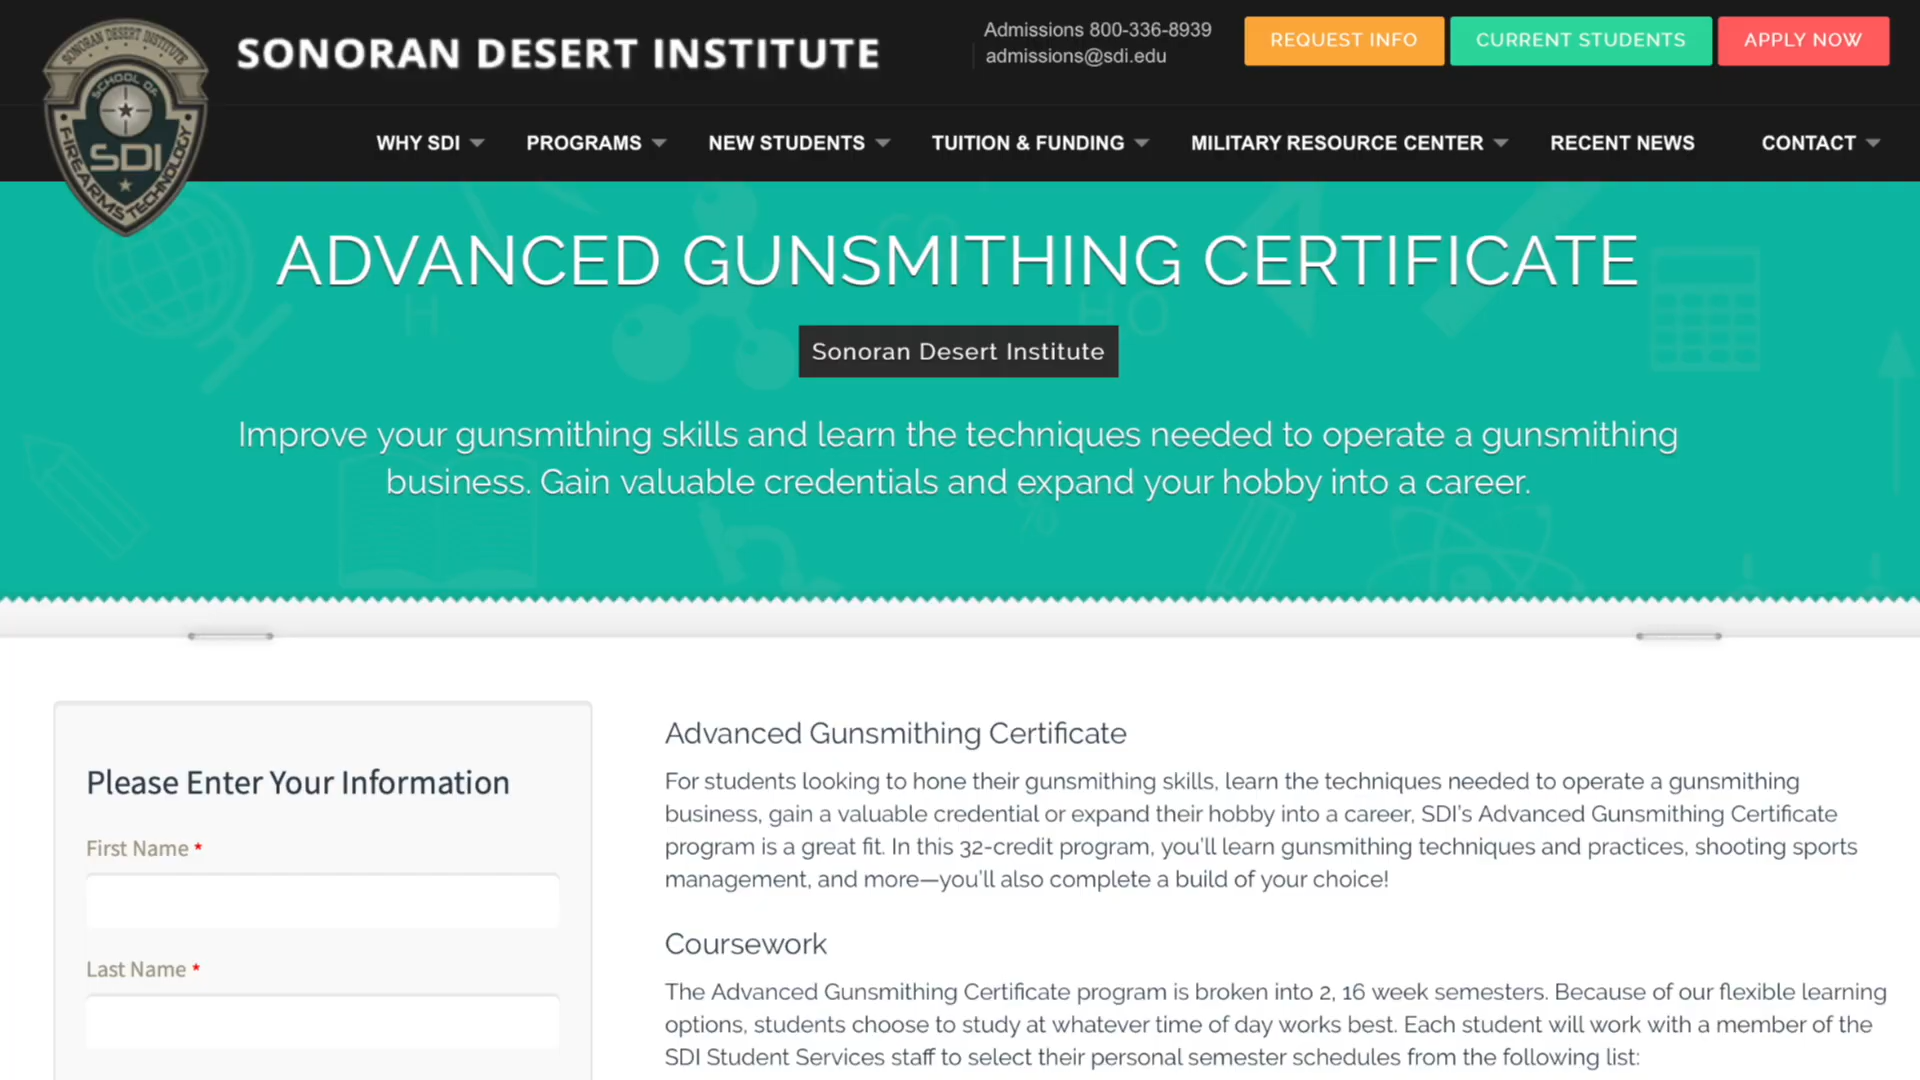 SONORAN DESERT INSTITUTE
SCHOOL OF
SDI
FIREARMS TECHNOLOGY
SONORAN DESERT INSTITUTE
Admissions 800-336-8939
admissions@sdi.edu
REQUEST INFO
CURRENT STUDENTS
APPLY NOW
WHY SDI
PROGRAMS
NEW STUDENTS
TUITION & FUNDING
MILITARY RESOURCE CENTER
RECENT NEWS
CONTACT
ADVANCED GUNSMITHING CERTIFICATE
Sonoran Desert Institute
Improve your gunsmithing skills and learn the techniques needed to operate a gunsmithing
business. Gain valuable credentials and expand your hobby into a career.
Please Enter Your Information
First Name *
Last Name *
Advanced Gunsmithing Certificate
For students looking to hone their gunsmithing skills, learn the techniques needed to operate a gunsmithing
business, gain a valuable credential or expand their hobby into a career, SDI's Advanced Gunsmithing Certificate
program is a great fit. In this 32-credit program, you'll learn gunsmithing techniques and practices, shooting sports
management, and more—you'll also complete a build of your choice!
Coursework
The Advanced Gunsmithing Certificate program is broken into 2, 16 week semesters. Because of our flexible learning
options, students choose to study at whatever time of day works best. Each student will work with a member of the
SDI Student Services staff to select their personal semester schedules from the following list: